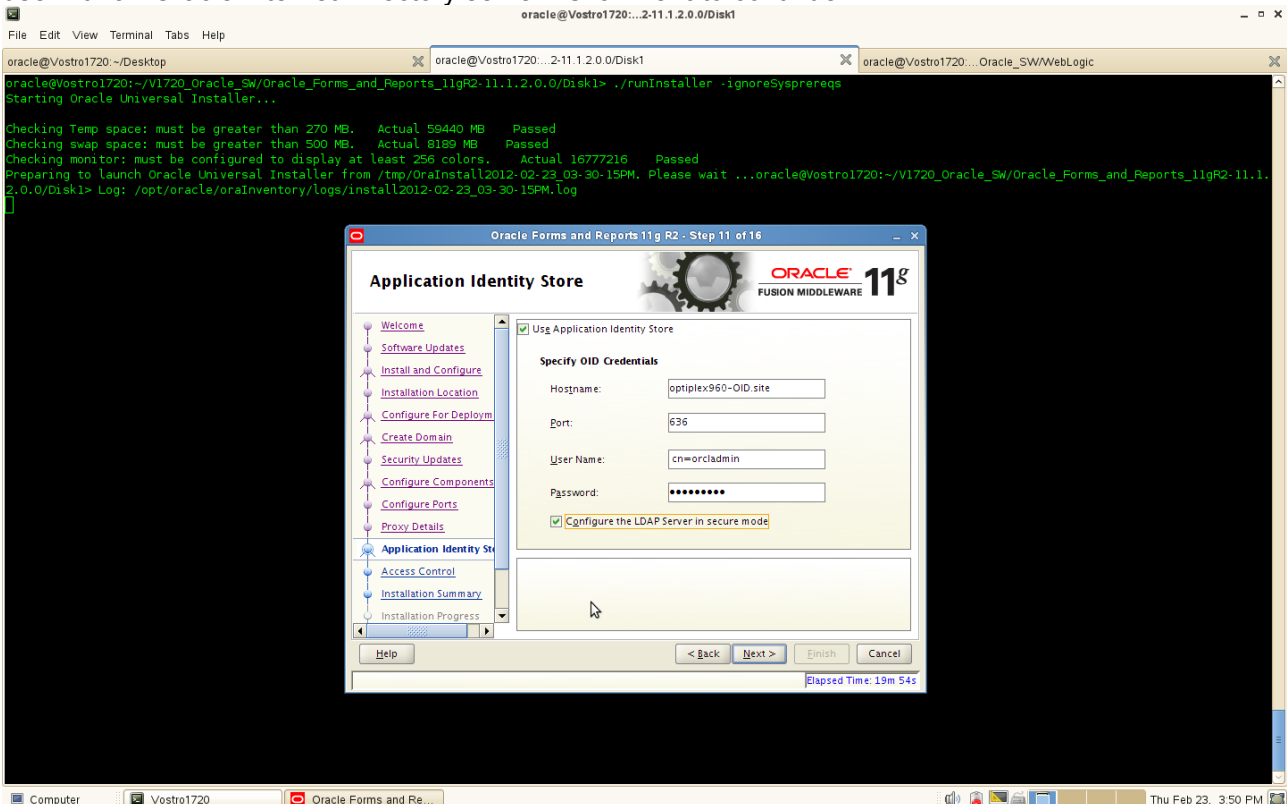 oracle@Vostro1720:...2-11.1.2.0.0/Disk1
File Edit View Terminal Tabs Help
oracle@Vostro1720:~/Desktop
oracle@Vostro1720:...2-11.1.2.0.0/Disk1
oracle@Vostro1720:...Oracle_SW/WebLogic
oracle@Vostro1720:~/V1720_Oracle_SW/Oracle_Forms_and_Reports_11gR2-11.1.2.0.0/Disk1> ./runInstaller -ignoreSysprereqs
Starting Oracle Universal Installer...
Checking Temp space: must be greater than 270 MB. Actual 59440 MB Passed
Checking swap space: must be greater than 500 MB. Actual 8189 MB Passed
Checking monitor: must be configured to display at least 256 colors. Actual 16777216 Passed
Preparing to launch Oracle Universal Installer from /tmp/OraInstall2012-02-23_03-30-15PM. Please wait ...oracle@Vostro1720:~/V1720_Oracle_SW/Oracle_Forms_and_Reports_11gR2-11.1.
2.0.0/Disk1> Log: /opt/oracle/oraInventory/logs/install2012-02-23_03-30-15PM.log
Oracle Forms and Reports 11g R2 - Step 11 of 16
Application Identity Store
ORACLE
FUSION MIDDLEWARE 11g
Welcome
Software Updates
Install and Configure
Installation Location
Configure For Deploym
Create Domain
Security Updates
Configure Components
Configure Ports
Proxy Details
Application Identity Sto
Access Control
Installation Summary
Installation Progress
Use Application Identity Store
Specify OID Credentials
Hostname: optiplex960-OID.site
Port: 636
User Name: cn=orcladmin
Password: •••••••••
Configure the LDAP Server in secure mode
Help
< Back
Next >
Finish
Cancel
Elapsed Time: 19m 54s
Computer
Vostro1720
Oracle Forms and Re...
Thu Feb 23, 3:50 PM